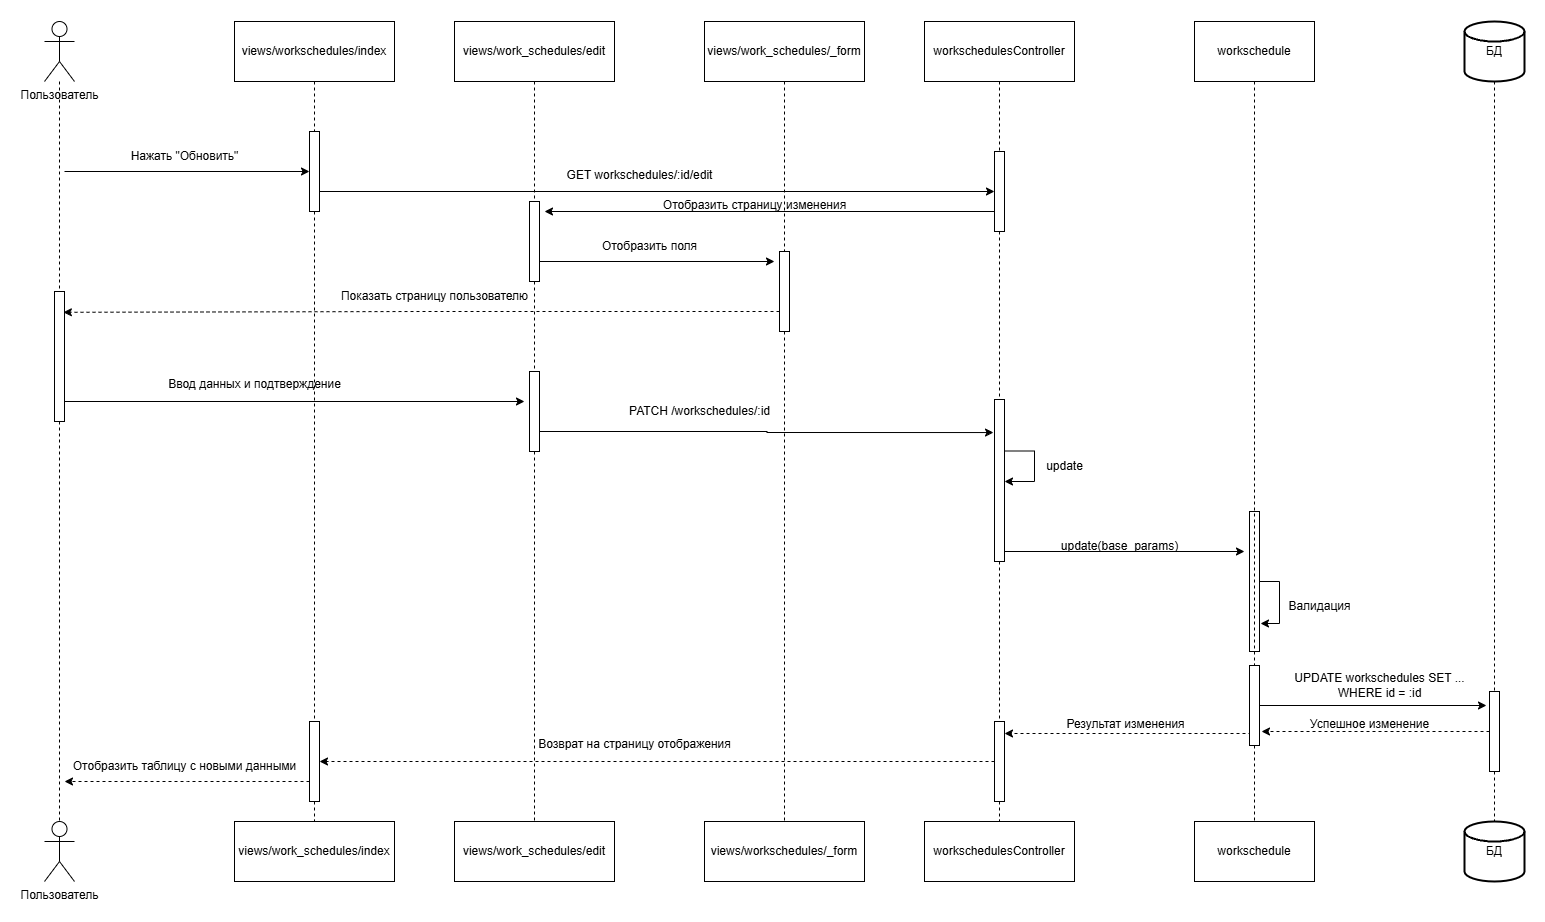 views/workschedules/index
views/work_schedules/edit
views/work_schedules/_form
workschedulesController
workschedule
БД
Пользователь
Нажать "Обновить"
GET workschedules/:id/edit
Отобразить страницу изменения
Отобразить поля
Показать страницу пользователю
Ввод данных и подтверждение
PATCH /workschedules/:id
update
update(base_params)
Валидация
UPDATE workschedules SET ...
WHERE id = :id
Результат изменения
Успешное изменение
Возврат на страницу отображения
Отобразить таблицу с новыми данными
views/work_schedules/index
views/work_schedules/edit
views/workschedules/_form
workschedulesController
workschedule
БД
Пользователь